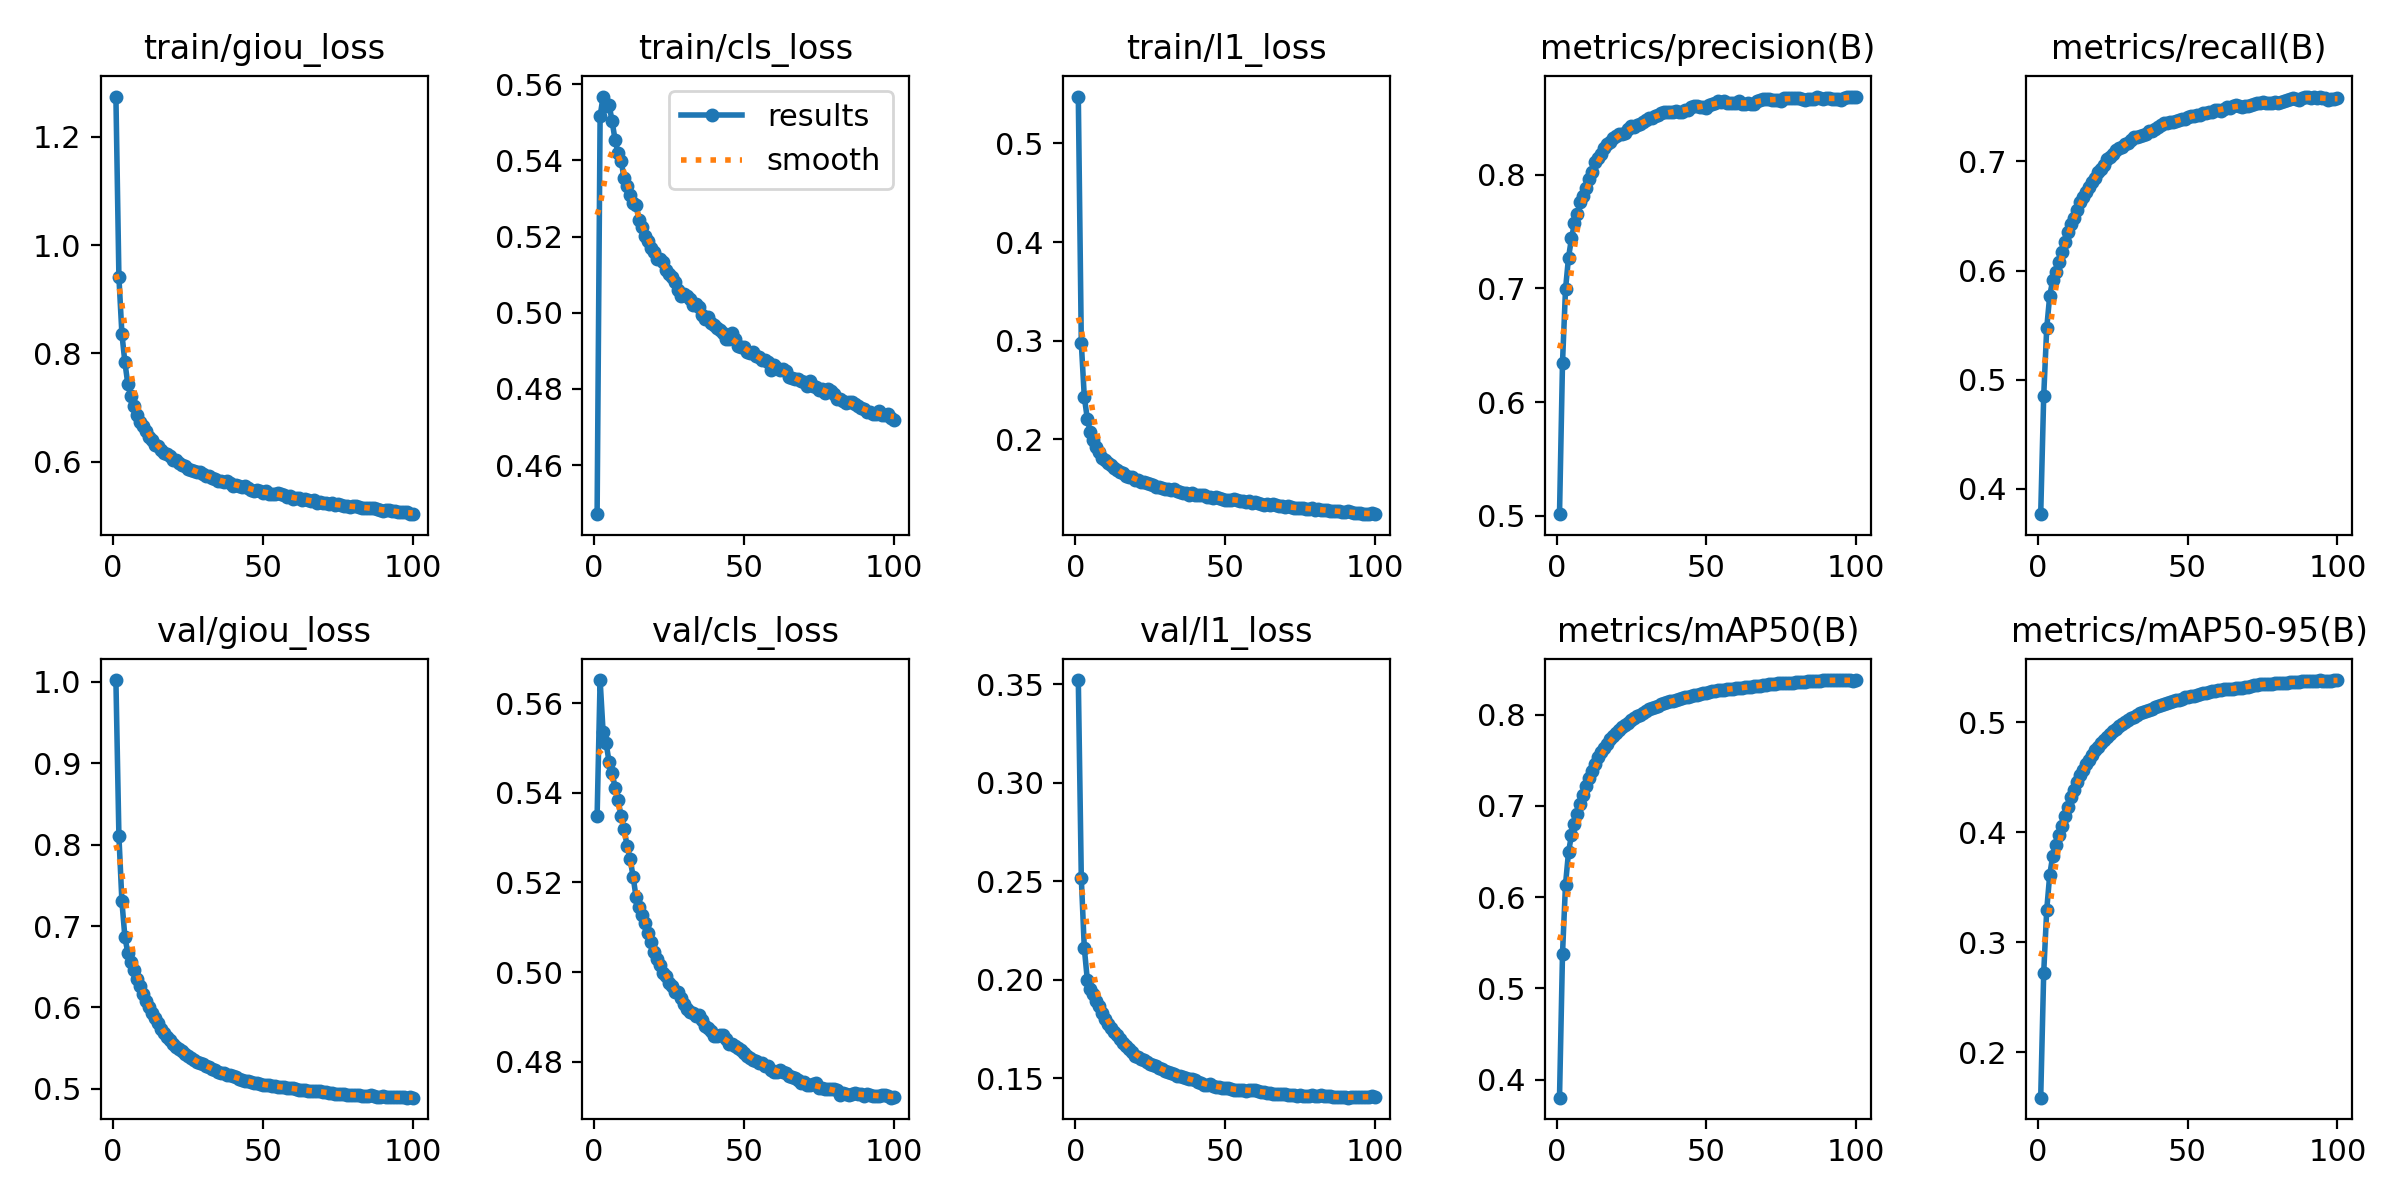 train/giou_loss
train/cls_loss
train/l1_loss
metrics/precision(B)
metrics/recall(B)
1.2
1.0
0.8
0.6
0 50 100
0.56
0.54
0.52
0.50
0.48
0.46
0 50 100
results
smooth
0.5
0.4
0.3
0.2
0 50 100
0.8
0.7
0.6
0.5
0 50 100
0.7
0.6
0.5
0.4
0 50 100
val/giou_loss
val/cls_loss
val/l1_loss
metrics/mAP50(B)
metrics/mAP50-95(B)
1.0
0.9
0.8
0.7
0.6
0.5
0 50 100
0.56
0.54
0.52
0.50
0.48
0 50 100
0.35
0.30
0.25
0.20
0.15
0 50 100
0.8
0.7
0.6
0.5
0.4
0 50 100
0.5
0.4
0.3
0.2
0 50 100